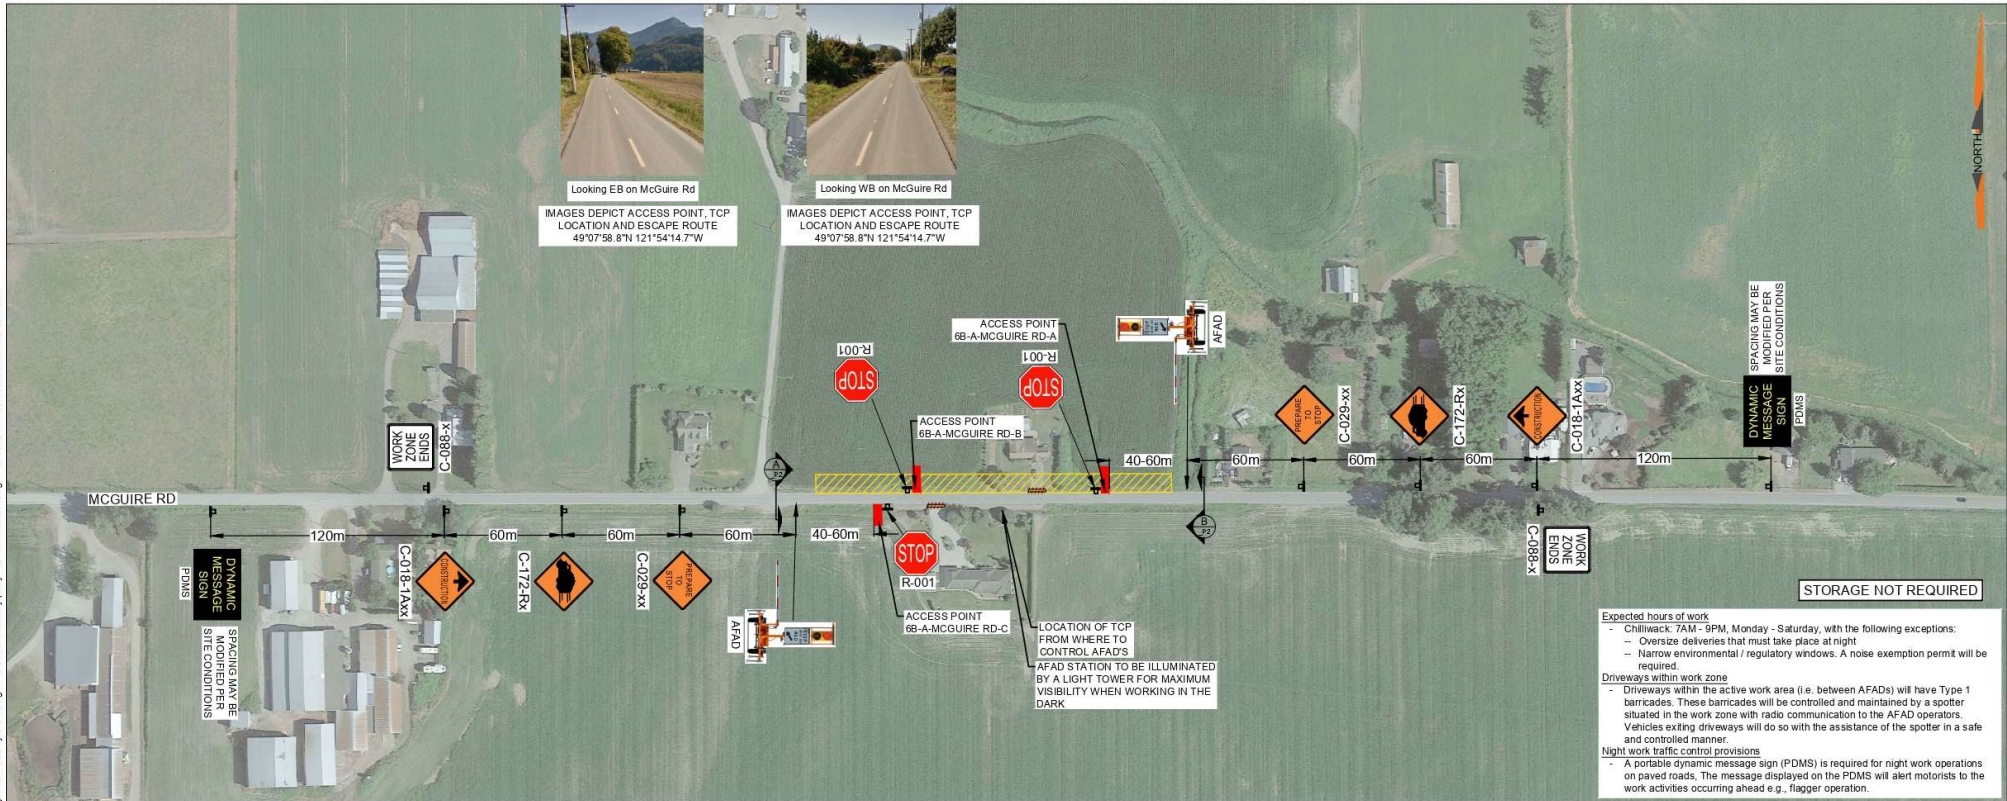 Looking EB on McGuire Rd
IMAGES DEPICT ACCESS POINT, TCP
LOCATION AND ESCAPE ROUTE
49°07'58.8"N 121°54'14.7"W
Looking WB on McGuire Rd
IMAGES DEPICT ACCESS POINT, TCP
LOCATION AND ESCAPE ROUTE
49°07'58.8"N 121°54'14.7"W
NORTH
ACCESS POINT
6B-A-MCGUIRE RD-A
AFAD
R-001
STOP
R-001
STOP
ACCESS POINT
6B-A-MCGUIRE RD-B
PREPARE
TO
STOP
C-029-xx
C-172-Rx
CONSTRUCTION
C-018-1Axx
SPACING MAY BE
MODIFIED PER
SITE CONDITIONS
DYNAMIC
MESSAGE
SIGN
PDMS
WORK
ZONE
ENDS
C-088-x
A
P2
40-60m
60m
60m
60m
120m
MCGUIRE RD
B
P2
120m
60m
60m
60m
40-60m
C-088-x
WORK
ZONE
ENDS
PDMS
DYNAMIC
MESSAGE
SIGN
SPACING MAY BE
MODIFIED PER
SITE CONDITIONS
C-018-1Axx
CONSTRUCTION
C-172-Rx
C-029-xx
PREPARE
TO
STOP
AFAD
STOP
R-001
ACCESS POINT
6B-A-MCGUIRE RD-C
LOCATION OF TCP
FROM WHERE TO
CONTROL AFAD'S
AFAD STATION TO BE ILLUMINATED
BY A LIGHT TOWER FOR MAXIMUM
VISIBILITY WHEN WORKING IN THE
DARK
STORAGE NOT REQUIRED
Expected hours of work
- Chilliwack: 7AM - 9PM, Monday - Saturday, with the following exceptions:
-- Oversize deliveries that must take place at night
-- Narrow environmental / regulatory windows. A noise exemption permit will be
required.
Driveways within work zone
- Driveways within the active work area (i.e. between AFADs) will have Type 1
barricades. These barricades will be controlled and maintained by a spotter
situated in the work zone with radio communication to the AFAD operators.
Vehicles exiting driveways will do so with the assistance of the spotter in a safe
and controlled manner.
Night work traffic control provisions
- A portable dynamic message sign (PDMS) is required for night work operations
on paved roads, The message displayed on the PDMS will alert motorists to the
work activities occurring ahead e.g., flagger operation.